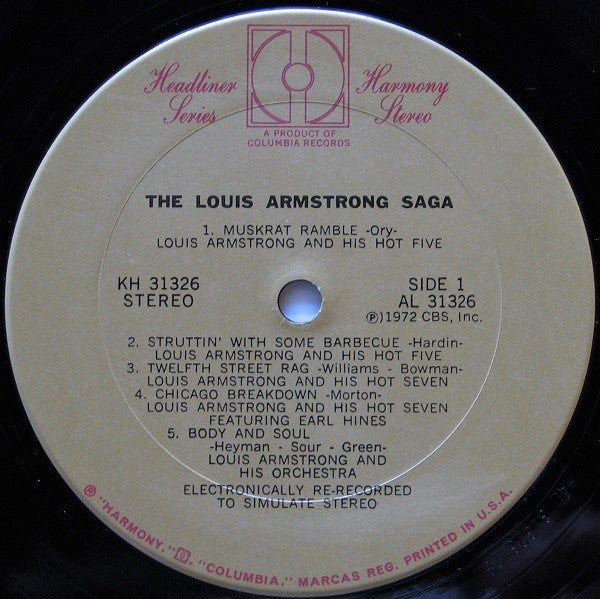 Headliner Series
Harmony Stereo
A PRODUCT OF
COLUMBIA RECORDS
THE LOUIS ARMSTRONG SAGA
1. MUSKRAT RAMBLE -Ory-
LOUIS ARMSTRONG AND HIS HOT FIVE
KH 31326
STEREO
SIDE 1
AL 31326
Ⓟ1972 CBS, Inc.
2. STRUTTIN' WITH SOME BARBECUE -Hardin-
LOUIS ARMSTRONG AND HIS HOT FIVE
3. TWELFTH STREET RAG -Williams - Bowman-
LOUIS ARMSTRONG AND HIS HOT SEVEN
4. CHICAGO BREAKDOWN -Morton-
LOUIS ARMSTRONG AND HIS HOT SEVEN
FEATURING EARL HINES
5. BODY AND SOUL
-Heyman - Sour - Green-
LOUIS ARMSTRONG AND
HIS ORCHESTRA
ELECTRONICALLY RE-RECORDED
TO SIMULATE STEREO
® "HARMONY," , "COLUMBIA," MARCAS REG. PRINTED IN U.S.A.